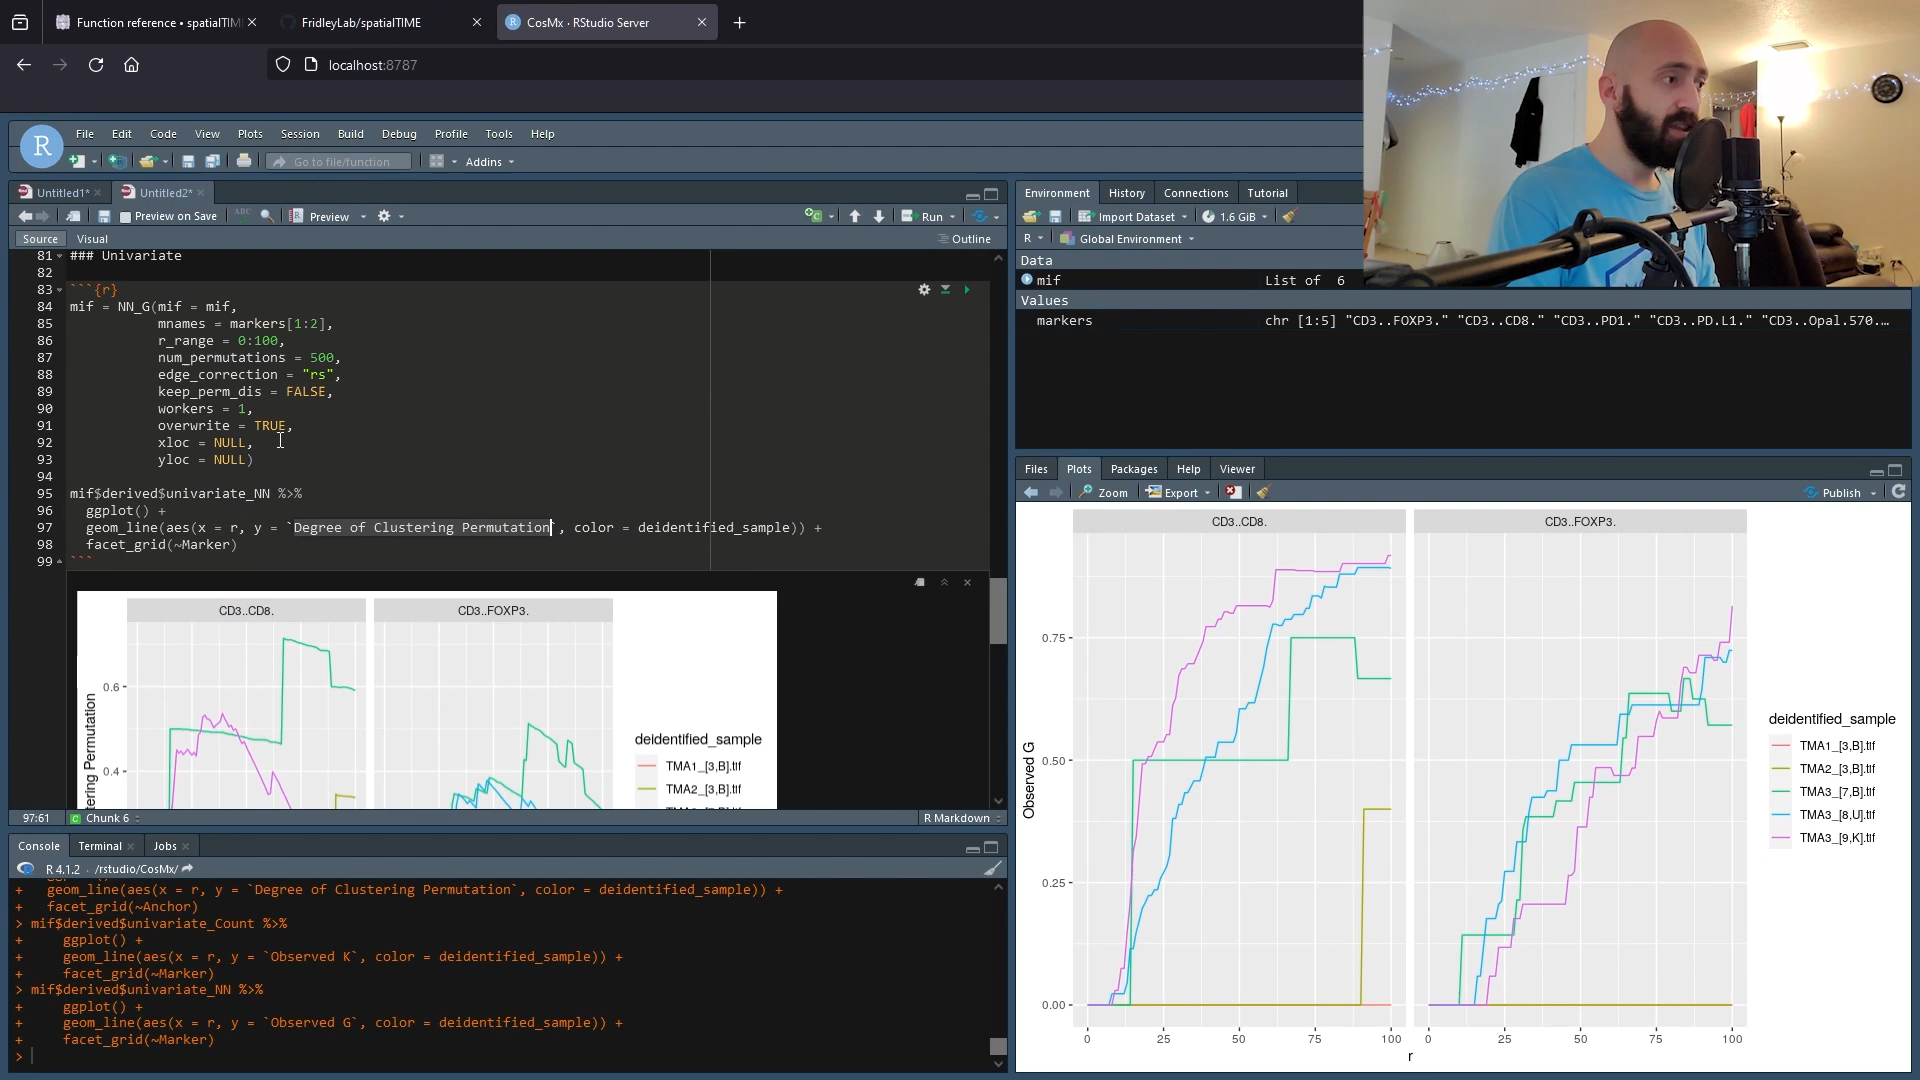 Function reference • spatialTIM
FridleyLab/spatialTIME
CosMx · RStudio Server
localhost:8787
R
File Edit Code View Plots Session Build Debug Profile Tools Help
Go to file/function
Addins
Untitled1*
Untitled2*
Preview on Save
ABC
Preview
Run
Source
Visual
Outline
81 ### Univariate
82
83 ```{r}
84 mif = NN_G(mif = mif,
85 mnames = markers[1:2],
86 r_range = 0:100,
87 num_permutations = 500,
88 edge_correction = "rs",
89 keep_perm_dis = FALSE,
90 workers = 1,
91 overwrite = TRUE,
92 xloc = NULL,
93 yloc = NULL)
94
95 mif$derived$univariate_NN %>%
96 ggplot() +
97 geom_line(aes(x = r, y = `Degree of Clustering Permutation`, color = deidentified_sample)) +
98 facet_grid(~Marker)
99 ```
CD3..CD8.
CD3..FOXP3.
0.6
0.4
tering Permutation
deidentified_sample
TMA1_[3,B].tif
TMA2_[3,B].tif
97:61
Chunk 6
R Markdown
Console
Terminal
Jobs
R 4.1.2 · /rstudio/CosMx/
+ geom_line(aes(x = r, y = `Degree of Clustering Permutation`, color = deidentified_sample)) +
+ facet_grid(~Anchor)
> mif$derived$univariate_Count %>%
+ ggplot() +
+ geom_line(aes(x = r, y = `Observed K`, color = deidentified_sample)) +
+ facet_grid(~Marker)
> mif$derived$univariate_NN %>%
+ ggplot() +
+ geom_line(aes(x = r, y = `Observed G`, color = deidentified_sample)) +
+ facet_grid(~Marker)
>
Environment
History
Connections
Tutorial
Import Dataset
1.6 GiB
R
Global Environment
Data
mif List of 6
Values
markers chr [1:5] "CD3..FOXP3." "CD3..CD8." "CD3..PD1." "CD3..PD.L1." "CD3..Opal.570.…
Files
Plots
Packages
Help
Viewer
Zoom
Export
Publish
CD3..CD8.
CD3..FOXP3.
0.75
0.50
0.25
0.00
Observed G
0 25 50 75 100
0 25 50 75 100
r
deidentified_sample
TMA1_[3,B].tif
TMA2_[3,B].tif
TMA3_[7,B].tif
TMA3_[8,U].tif
TMA3_[9,K].tif